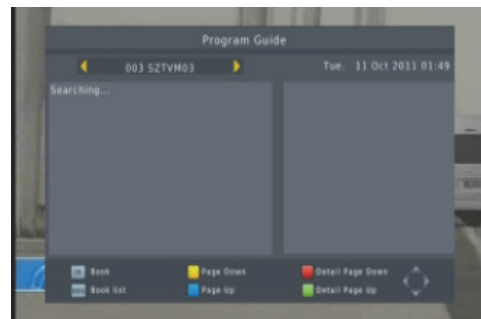 Program Guide
003 SZTVM03
Tue. 11 Oct 2011 01:49
Searching...
OK Book
Page Down
Detail Page Down
Book list
Page Up
Detail Page Up